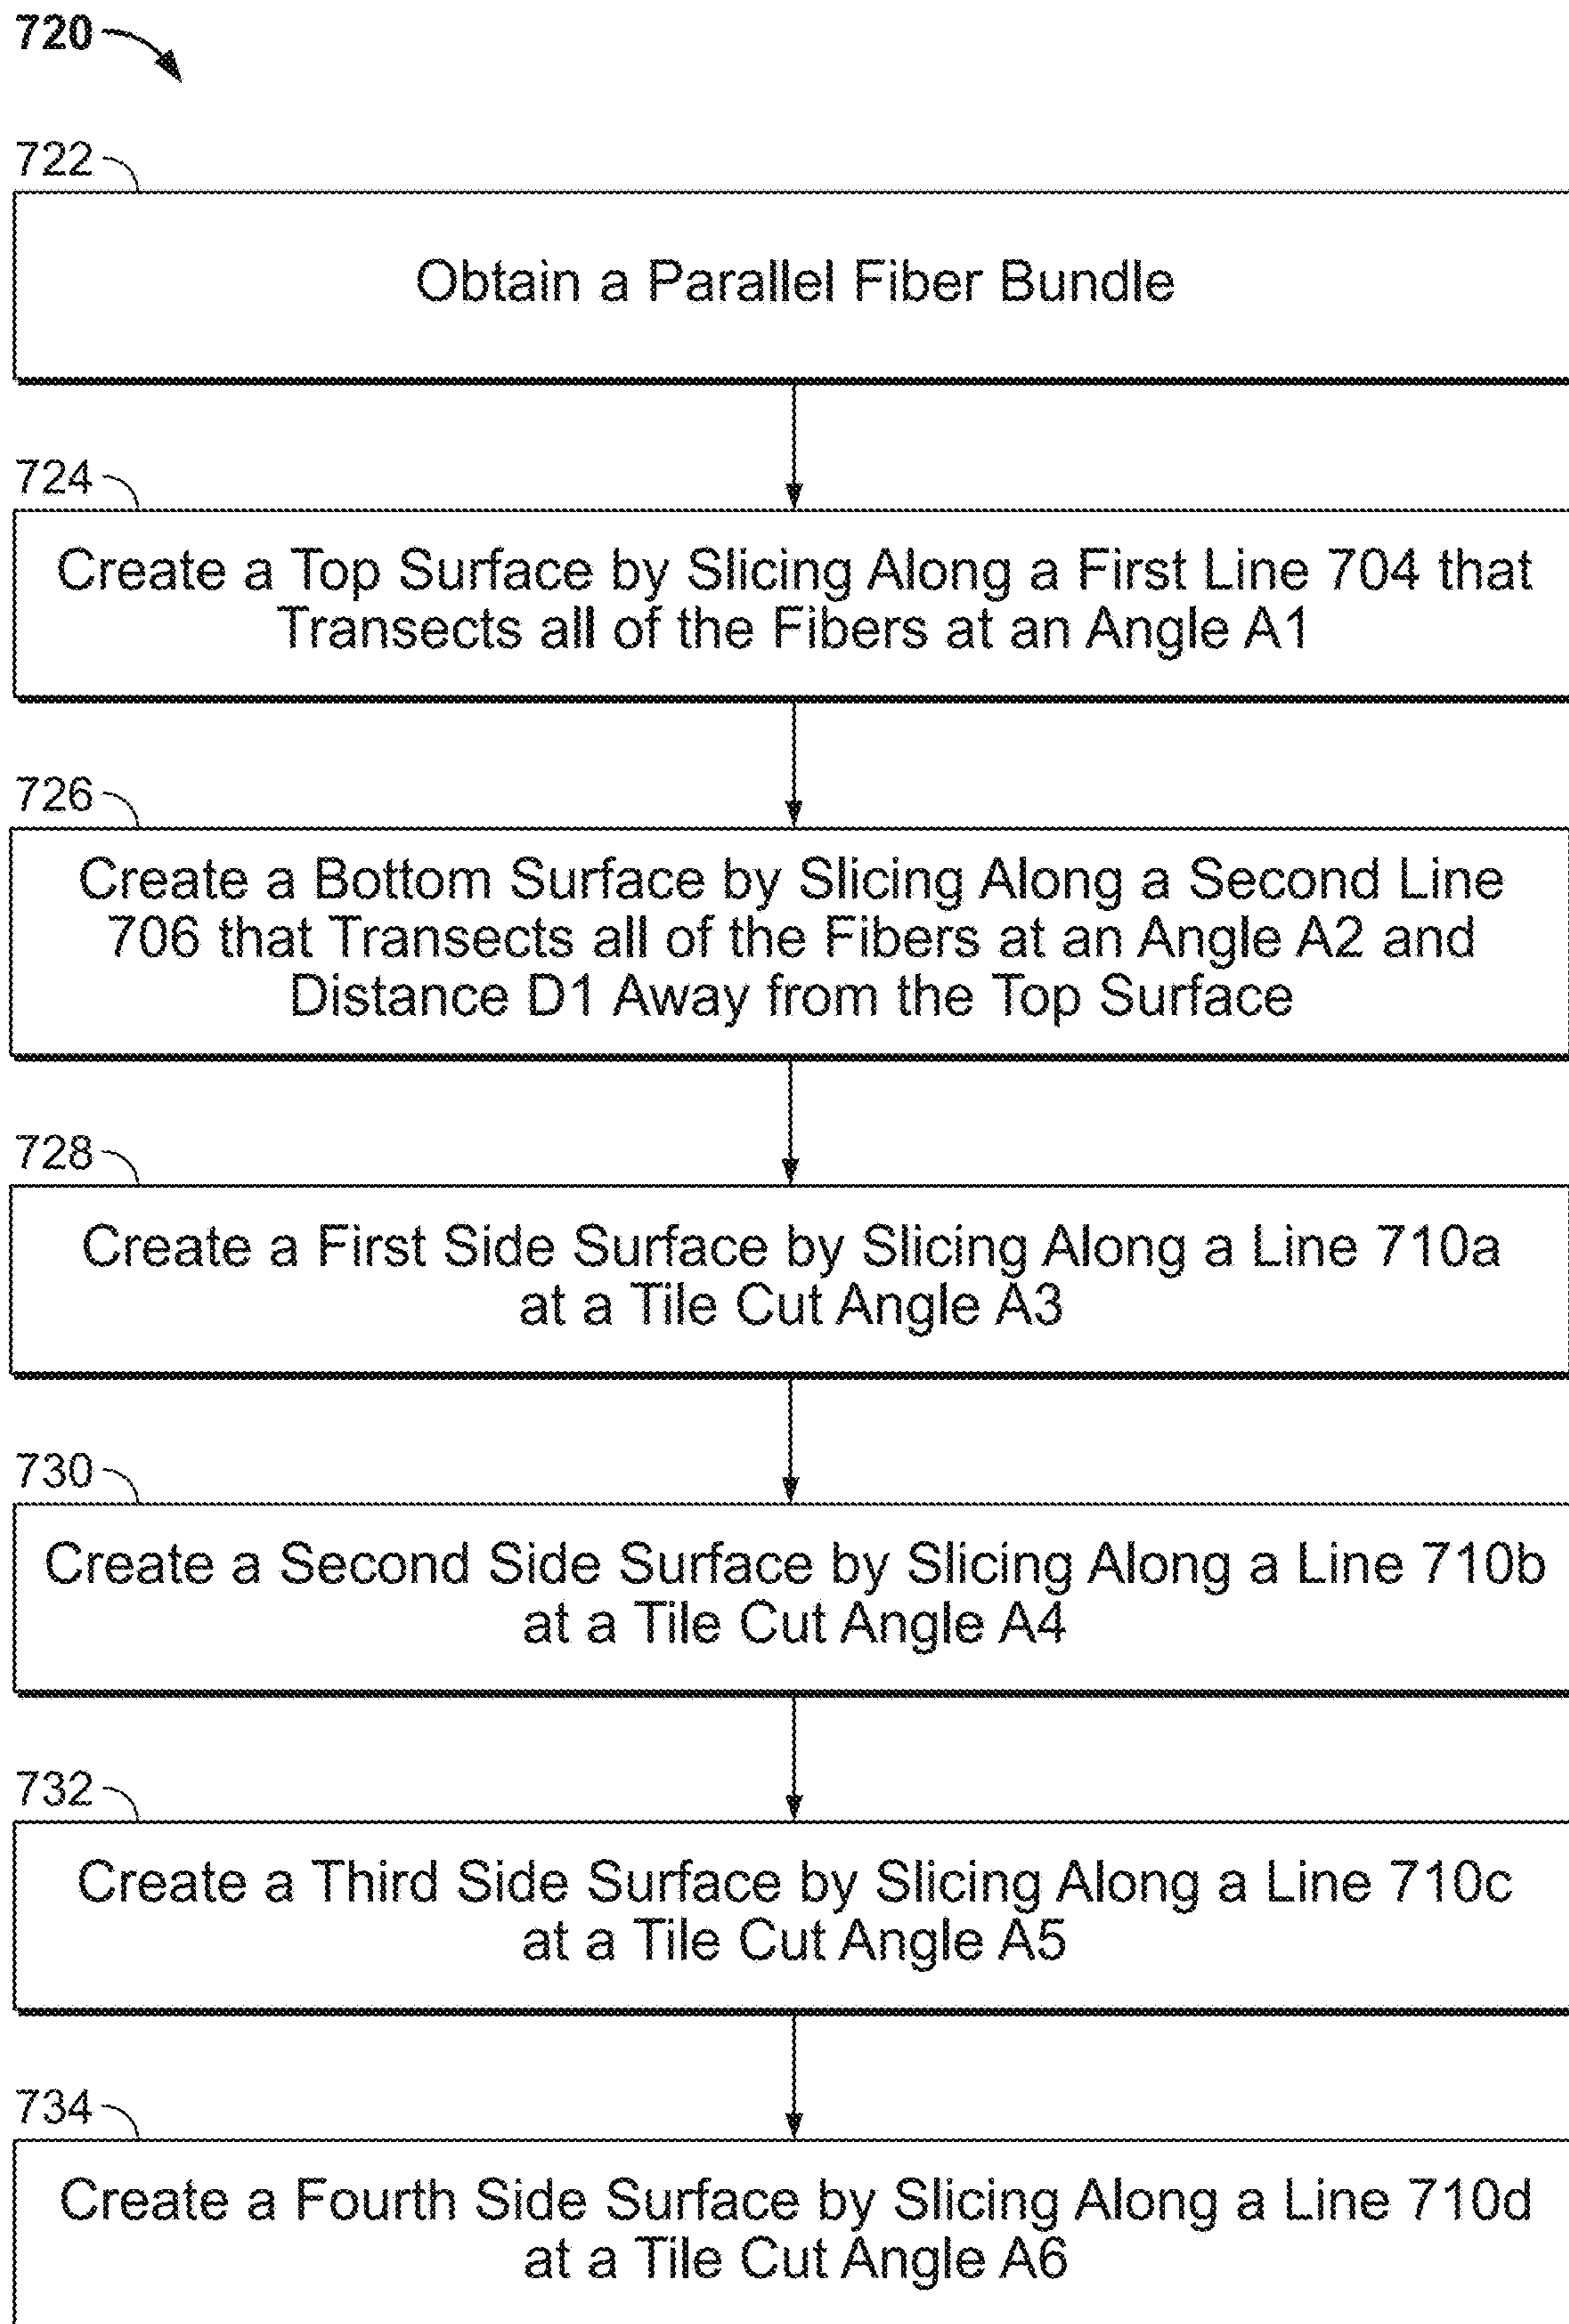 720
722
Obtain a Parallel Fiber Bundle
724
Create a Top Surface by Slicing Along a First Line 704 that
Transects all of the Fibers at an Angle A1
726
Create a Bottom Surface by Slicing Along a Second Line
706 that Transects all of the Fibers at an Angle A2 and
Distance D1 Away from the Top Surface
728
Create a First Side Surface by Slicing Along a Line 710a
at a Tile Cut Angle A3
730
Create a Second Side Surface by Slicing Along a Line 710b
at a Tile Cut Angle A4
732
Create a Third Side Surface by Slicing Along a Line 710c
at a Tile Cut Angle A5
734
Create a Fourth Side Surface by Slicing Along a Line 710d
at a Tile Cut Angle A6